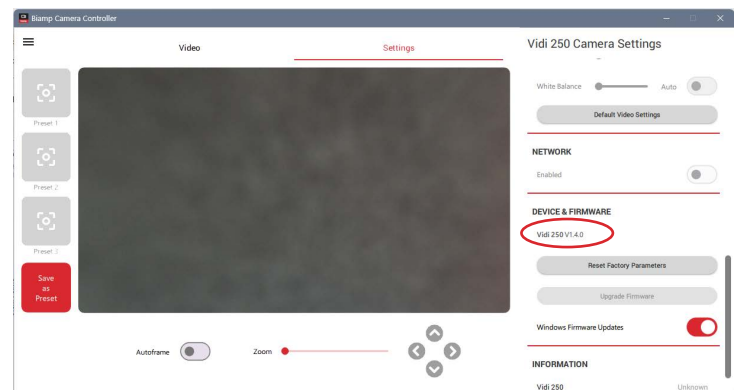 Biamp Camera Controller
Video
Settings
Preset 1
Preset 2
Preset 3
Save
as
Preset
Autoframe
Zoom
Vidi 250 Camera Settings
White Balance
Auto
Default Video Settings
NETWORK
Enabled
DEVICE & FIRMWARE
Vidi 250 V1.4.0
Reset Factory Parameters
Upgrade Firmware
Windows Firmware Updates
INFORMATION
Vidi 250
Unknown